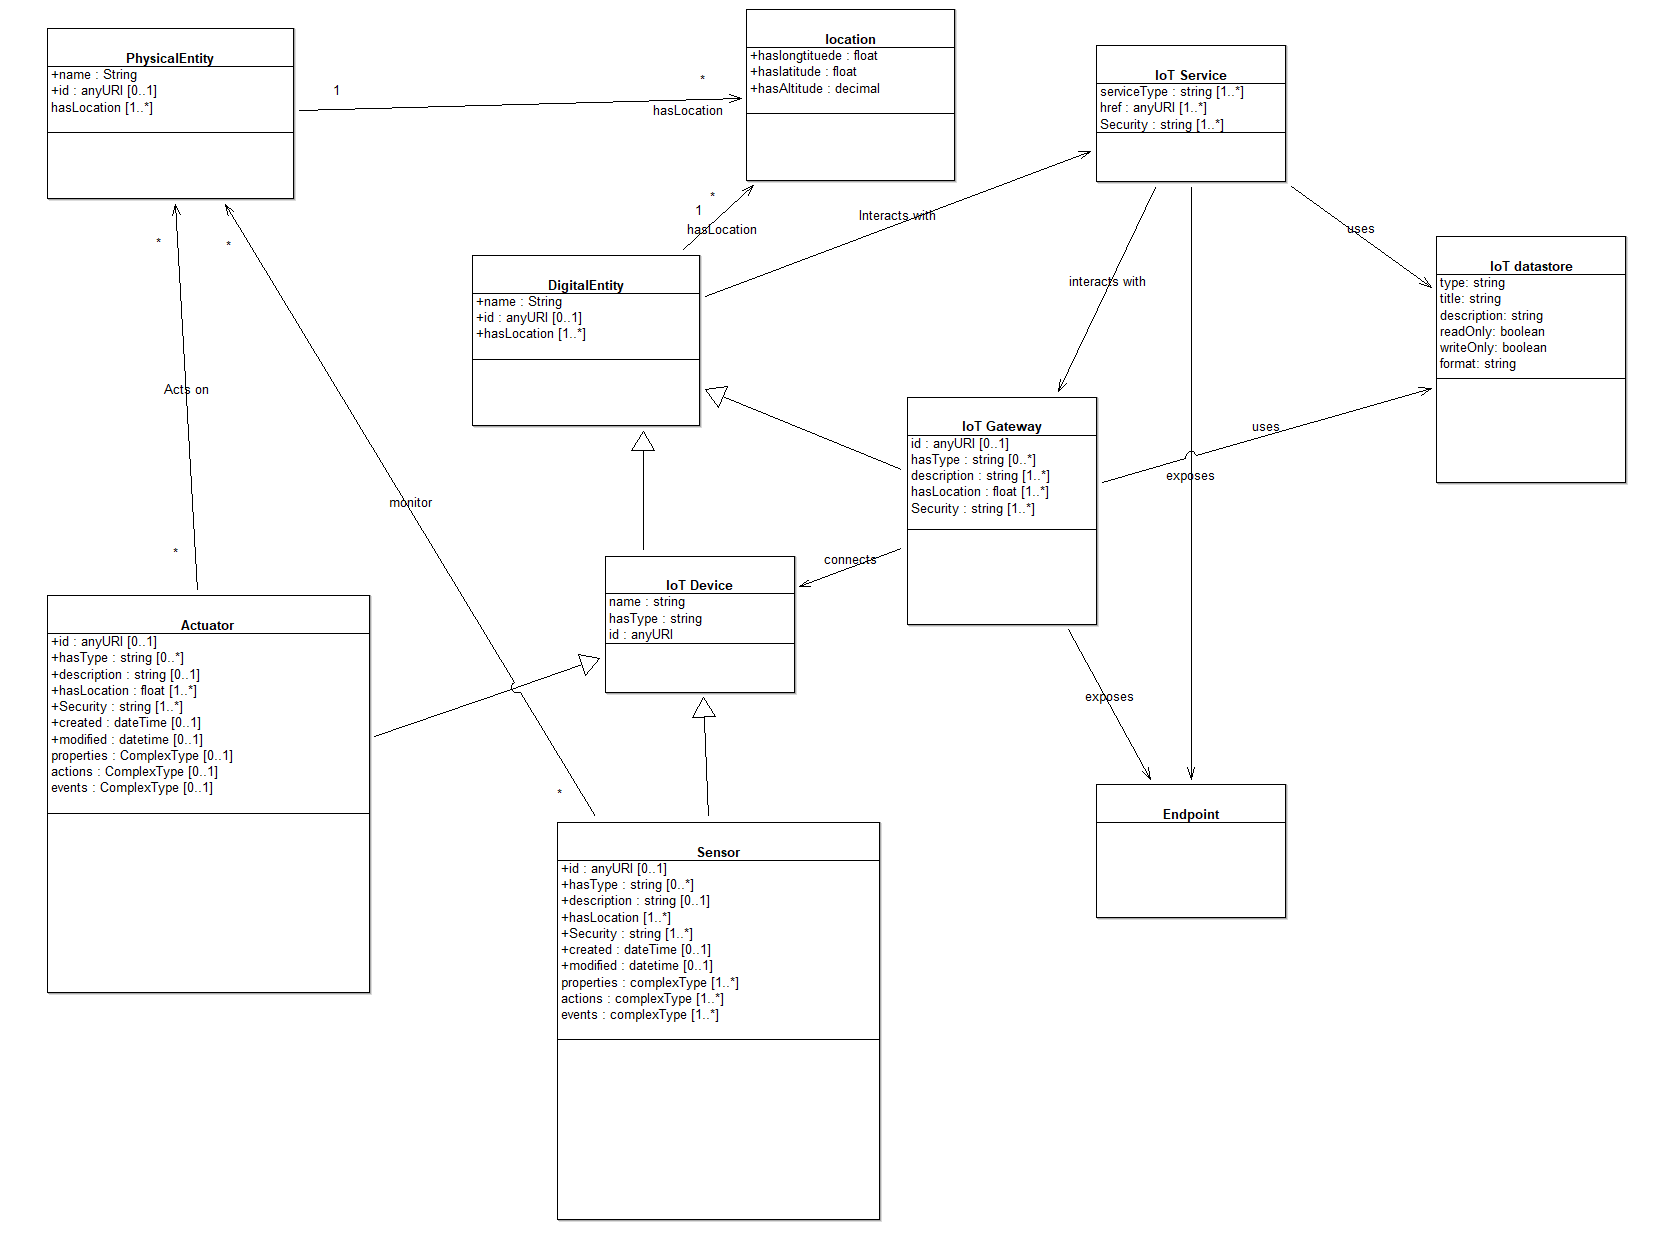 PhysicalEntity
+name : String
+id : anyURI [0..1]
hasLocation [1..*]
1
*
hasLocation
location
+haslongtituede : float
+haslatitude : float
+hasAltitude : decimal
IoT Service
serviceType : string [1..*]
href : anyURI [1..*]
Security : string [1..*]
*
1
hasLocation
Interacts with
uses
interacts with
*
*
DigitalEntity
+name : String
+id : anyURI [0..1]
+hasLocation [1..*]
IoT datastore
type: string
title: string
description: string
readOnly: boolean
writeOnly: boolean
format: string
Acts on
monitor
IoT Gateway
id : anyURI [0..1]
hasType : string [0..*]
description : string [1..*]
hasLocation : float [1..*]
Security : string [1..*]
uses
exposes
*
connects
IoT Device
name : string
hasType : string
id : anyURI
Actuator
+id : anyURI [0..1]
+hasType : string [0..*]
+description : string [0..1]
+hasLocation : float [1..*]
+Security : string [1..*]
+created : dateTime [0..1]
+modified : datetime [0..1]
properties : ComplexType [0..1]
actions : ComplexType [0..1]
events : ComplexType [0..1]
exposes
*
Endpoint
Sensor
+id : anyURI [0..1]
+hasType : string [0..*]
+description : string [0..1]
+hasLocation [1..*]
+Security : string [1..*]
+created : dateTime [0..1]
+modified : datetime [0..1]
properties : complexType [1..*]
actions : complexType [1..*]
events : complexType [1..*]